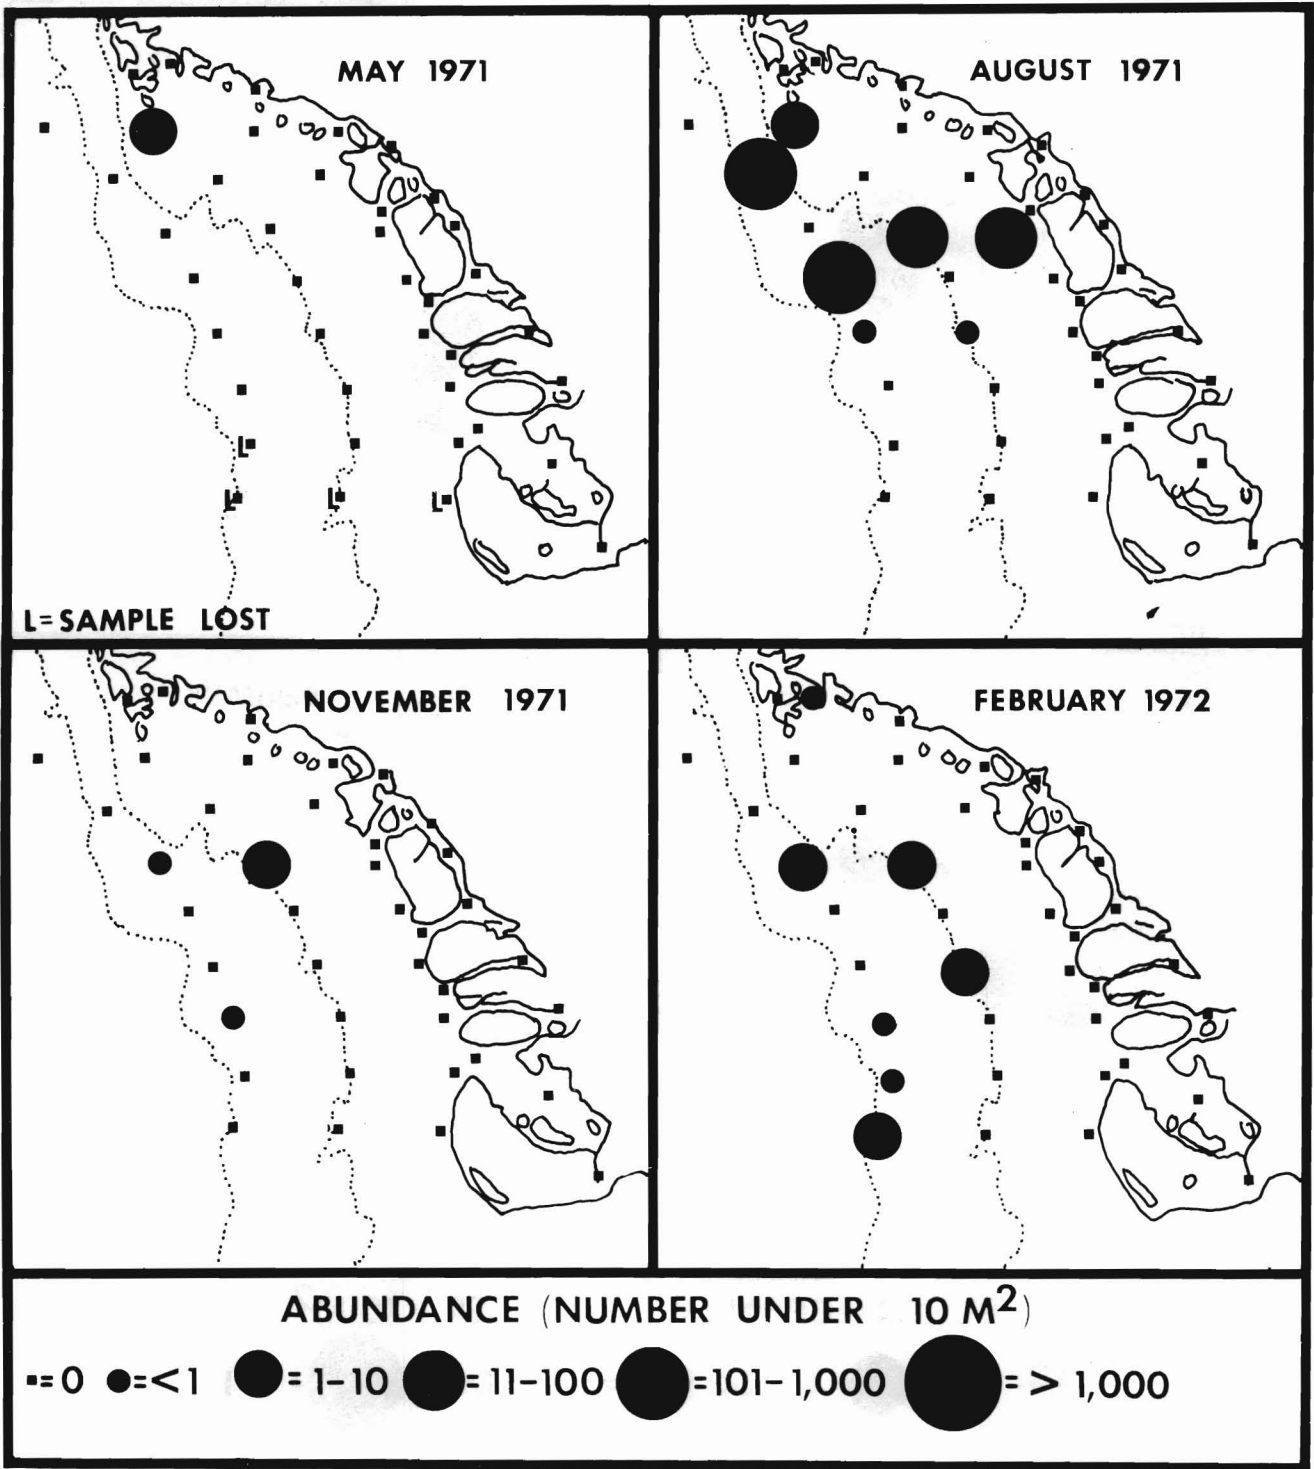 MAY 1971
AUGUST 1971
L
L
L
L
L=SAMPLE LOST
NOVEMBER 1971
FEBRUARY 1972
ABUNDANCE (NUMBER UNDER 10 M²)
=0 =<1 =1-10 =11-100 =101-1,000 => 1,000